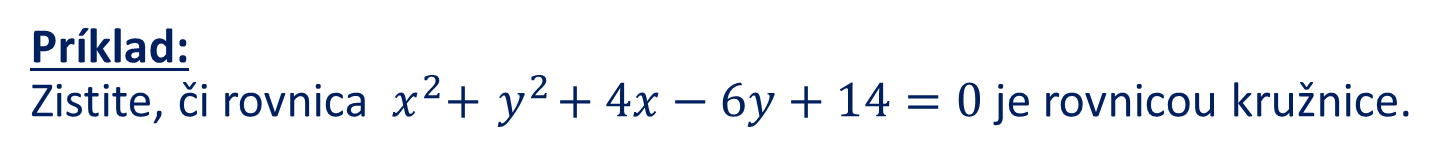 Príklad:
Zistite, či rovnica x² + y² + 4x − 6y + 14 = 0 je rovnicou kružnice.